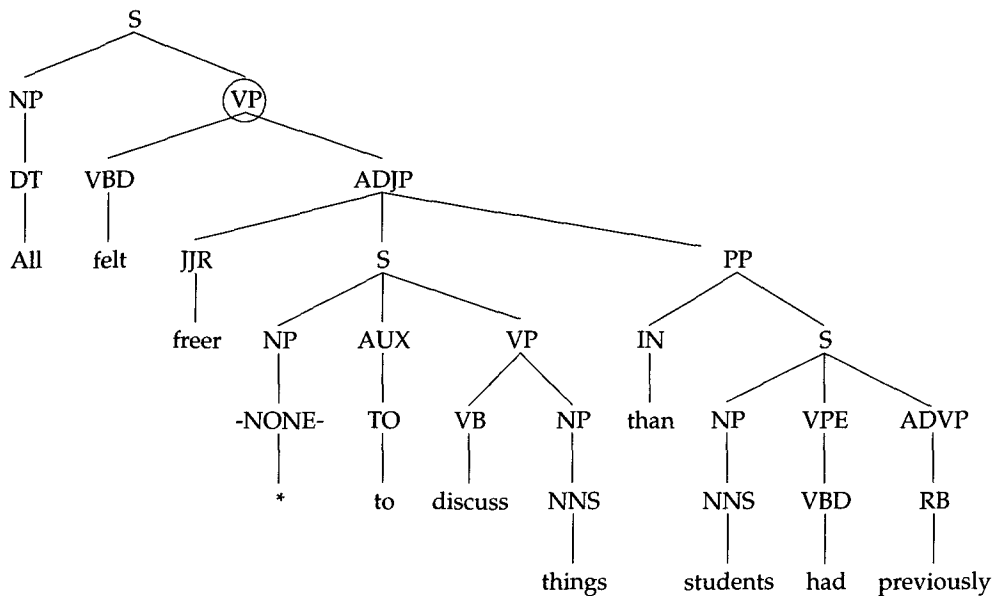 S
NP VP
DT VBD ADJP
All felt JJR S PP
freer NP AUX VP IN S
-NONE- TO VB NP than NP VPE ADVP
* to discuss NNS NNS VBD RB
things students had previously